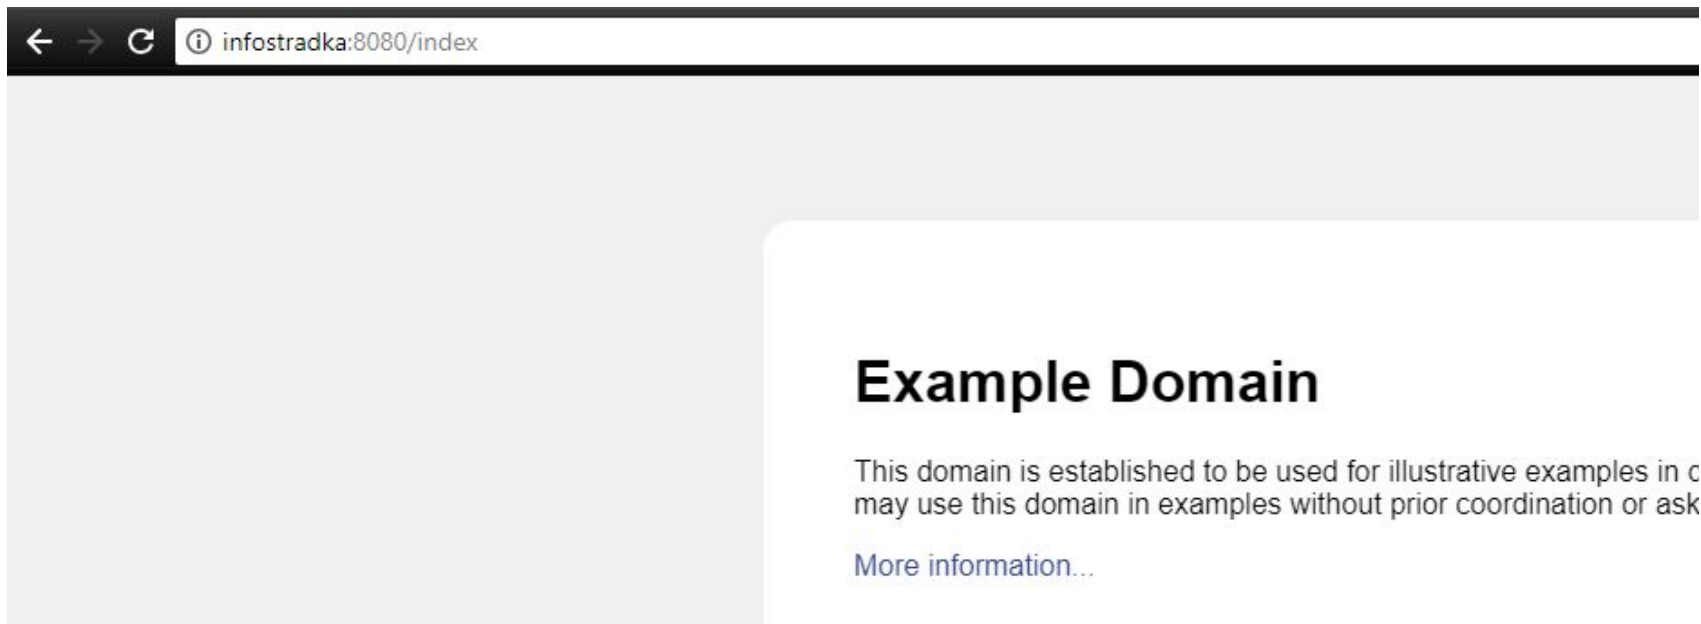 infostradka:8080/index
Example Domain
This domain is established to be used for illustrative examples in
may use this domain in examples without prior coordination or ask
More information...